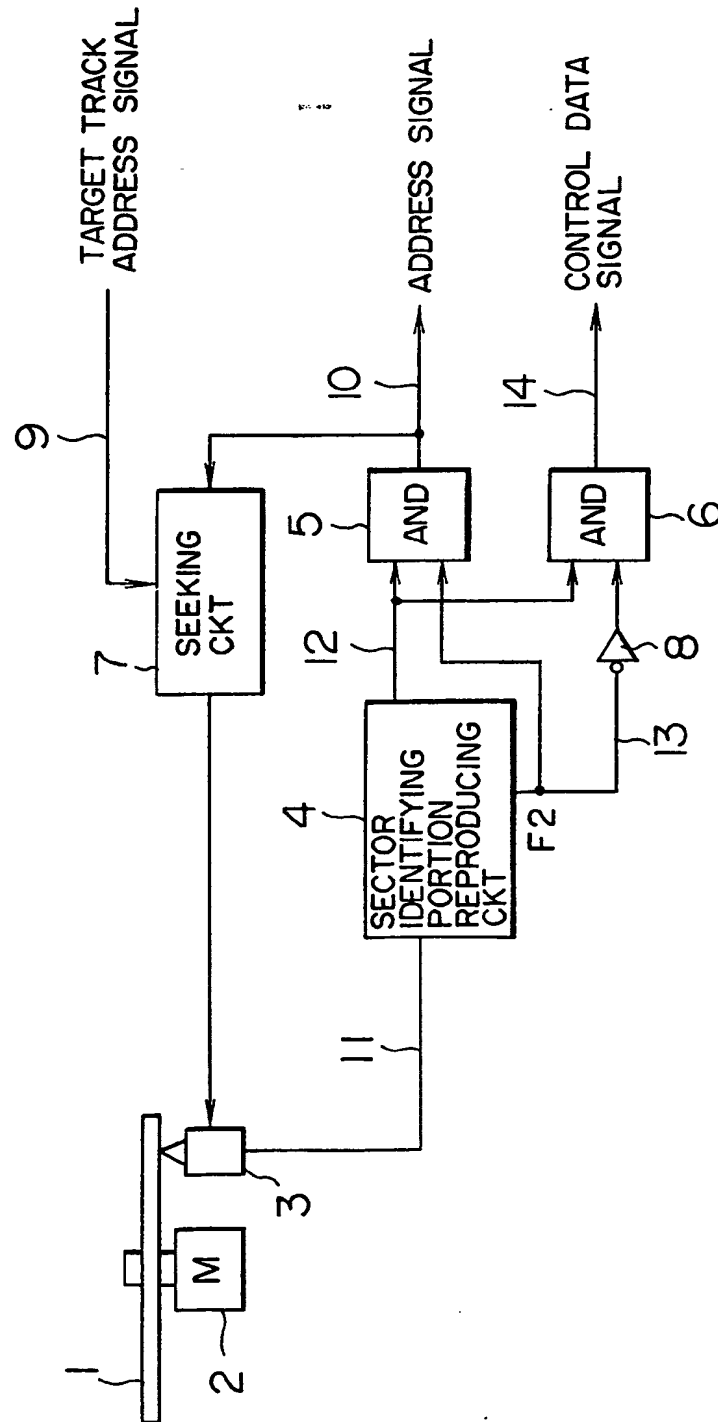 1
M
2
3
11
SECTOR
IDENTIFYING
PORTION
REPRODUCING
CKT
4
F2
13
8
12
7
SEEKING
CKT
9
TARGET TRACK
ADDRESS SIGNAL
5
AND
10
ADDRESS SIGNAL
AND
6
14
CONTROL DATA
SIGNAL